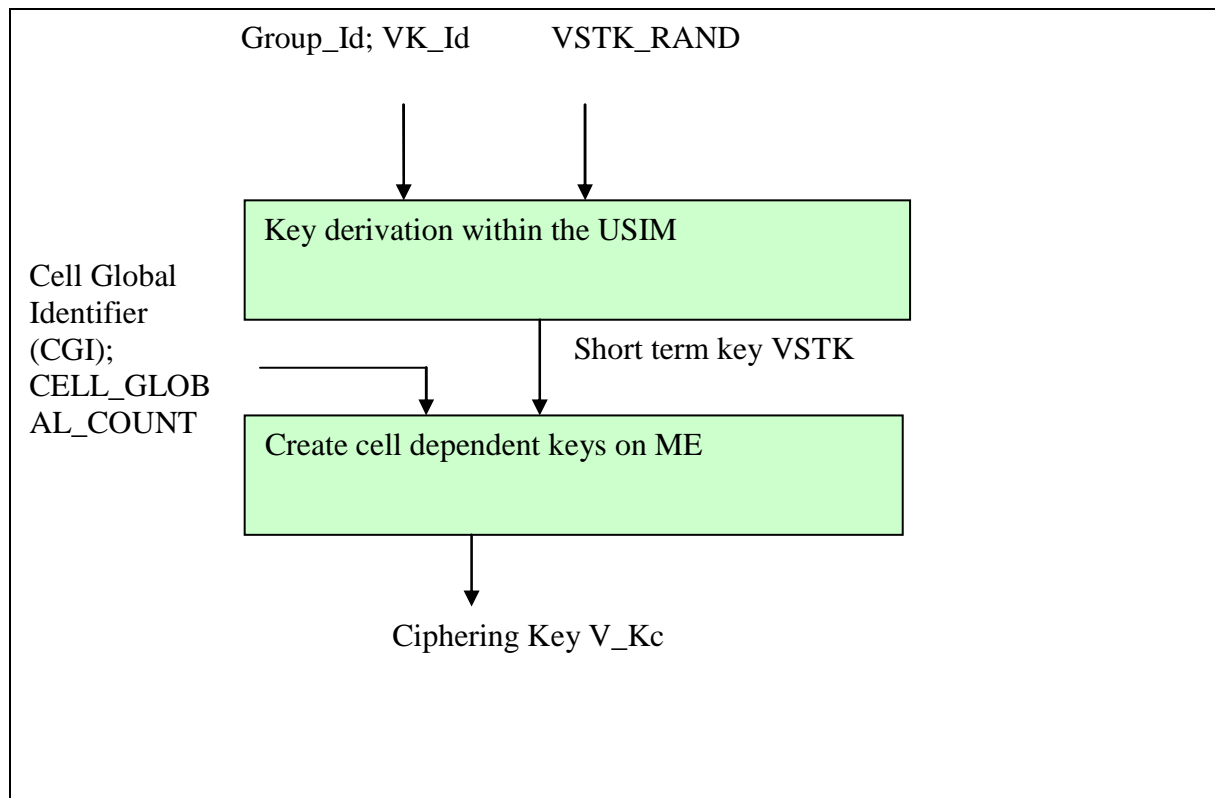 Group_Id; VK_Id
VSTK_RAND
Key derivation within the USIM
Cell Global
Identifier
(CGI);
CELL_GLOB
AL_COUNT
Short term key VSTK
Create cell dependent keys on ME
Ciphering Key V_Kc